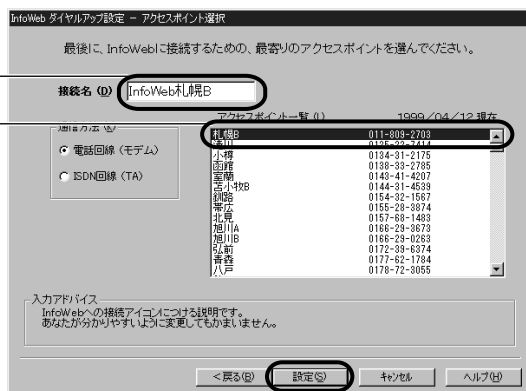 InfoWeb ダイヤルアップ設定 － アクセスポイント選択
最後に、InfoWebに接続するための、最寄りのアクセスポイントを選んでください。
接続名 (D) InfoWeb札幌B
アクセスポイント一覧 (L) 1999/04/12 現在
通信方法 (V)
電話回線 (モデム)
ISDN回線 (TA)
札幌B 011-809-2703
滝川 0125-22-7414
小樽 0134-31-2175
函館 0138-33-2785
室蘭 0143-41-4207
苫小牧B 0144-31-4539
釧路 0154-32-1567
帯広 0155-28-3874
北見 0157-68-1483
旭川A 0166-29-3673
旭川B 0166-29-0263
弘前 0172-39-6374
青森 0177-62-1784
八戸 0178-72-3055
入力アドバイス
InfoWebへの接続アイコンにつける説明です。
あなたが分かりやすいように変更してもかまいません。
<戻る(B) 設定(S) キャンセル ヘルプ(H)